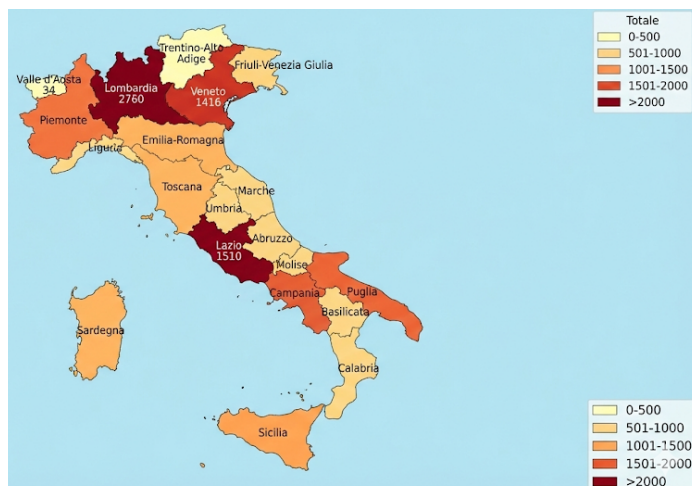 Totale
0-500
501-1000
1001-1500
1501-2000
>2000
Trentino-Alto
Adige
Friuli-Venezia Giulia
Valle d'Aosta
34
Lombardia
2760
Veneto
1416
Piemonte
Emilia-Romagna
Liguria
Toscana
Marche
Umbria
Lazio
1510
Abruzzo
Molise
Campania
Puglia
Basilicata
Sardegna
Calabria
Sicilia
0-500
501-1000
1001-1500
1501-2000
>2000